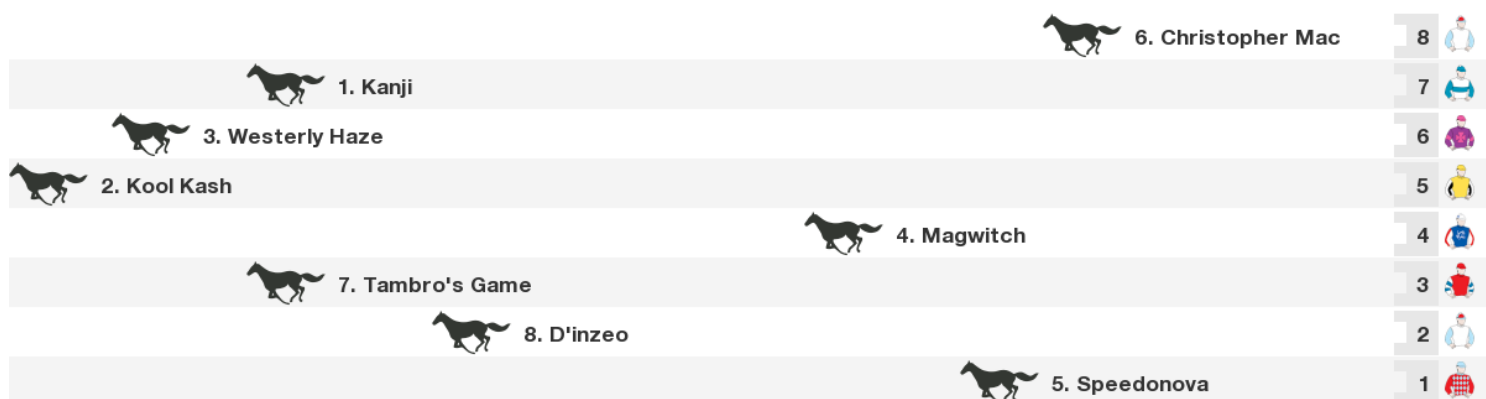 6. Christopher Mac 8
1. Kanji 7
3. Westerly Haze 6
2. Kool Kash 5
4. Magwitch 4
7. Tambro's Game 3
8. D'inzeo 2
5. Speedonova 1